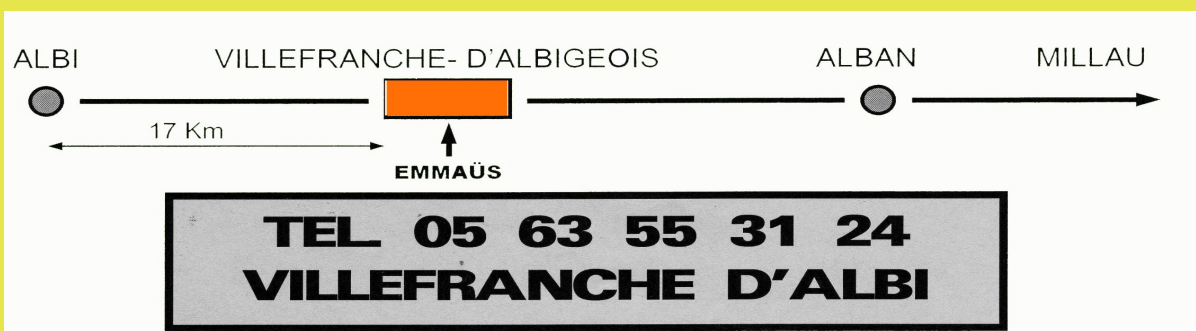 ALBI VILLEFRANCHE- D'ALBIGEOIS ALBAN MILLAU
17 Km
EMMAÜS
TEL 05 63 55 31 24
VILLEFRANCHE D'ALBI